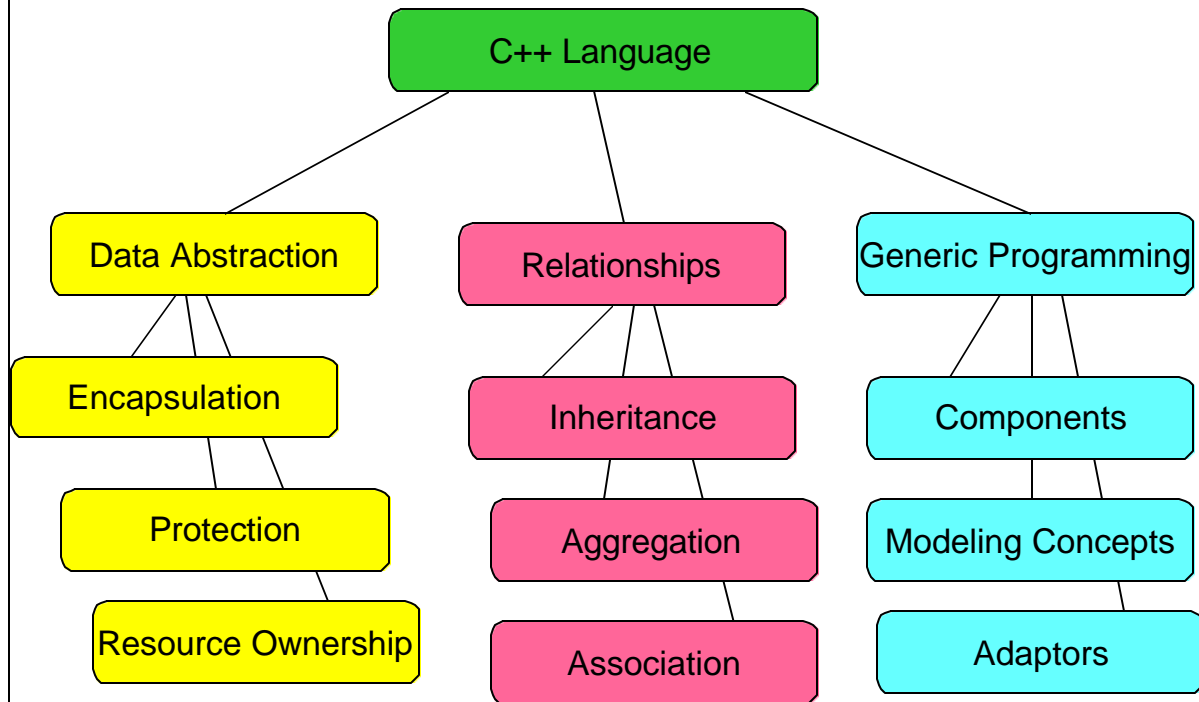 C++ Language
Data Abstraction
Relationships
Generic Programming
Encapsulation
Inheritance
Components
Protection
Aggregation
Modeling Concepts
Resource Ownership
Association
Adaptors